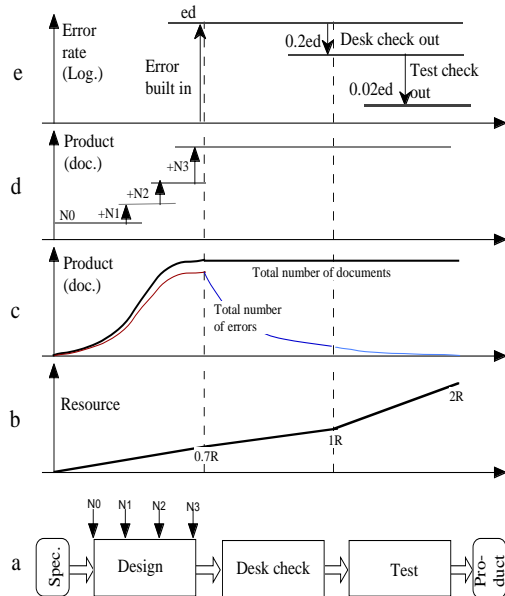 ed
Error
rate
(Log.)
e
Error
built in
0.2ed
Desk check out
Test check
out
0.02ed
Product
(doc.)
d
+N3
+N2
+N1
N0
Product
(doc.)
c
Total number of documents
Total number
of errors
b
Resource
0.7R
1R
2R
N0
N1
N2
N3
a
Spec.
Design
Desk check
Test
Pro-
duct